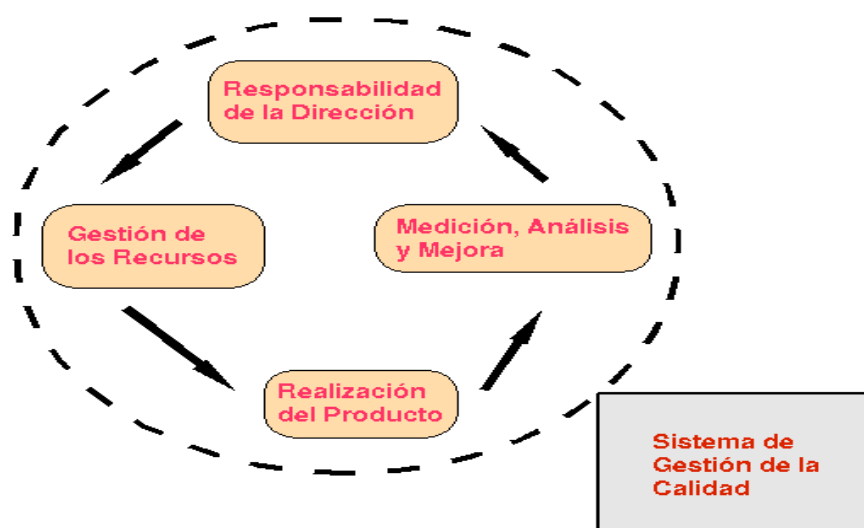 Responsabilidad
de la Dirección
Gestión de
los Recursos
Medición, Análisis
y Mejora
Realización
del Producto
Sistema de
Gestión de la
Calidad